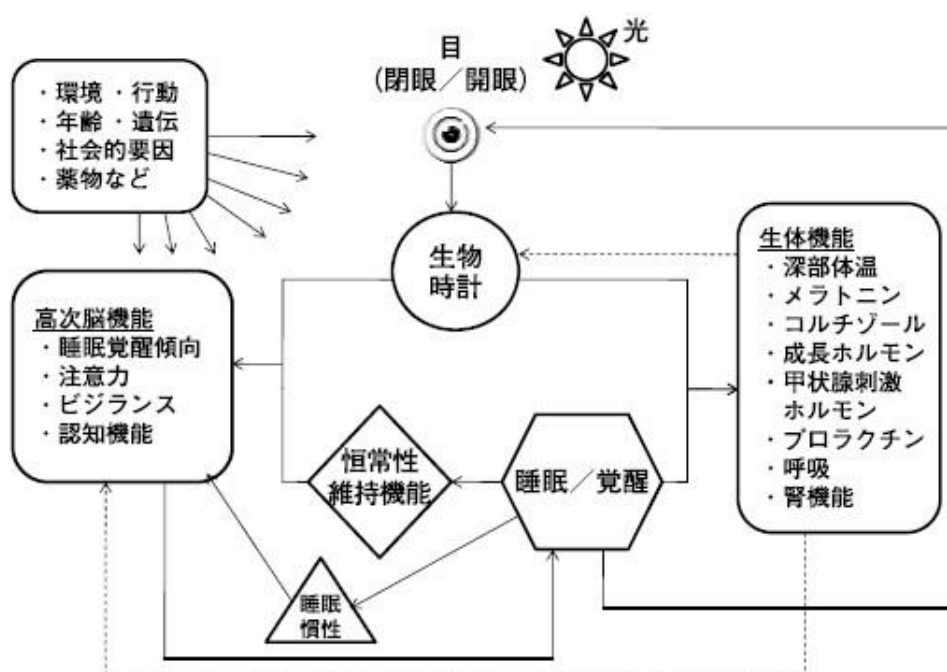 光
目
(閉眼／開眼)
・環境 ・行動
・年齢 ・遺伝
・社会的要因
・薬物など
生物
時計
生体機能
・深部体温
・メラトニン
・コルチゾール
・成長ホルモン
・甲状腺刺激
ホルモン
・プロラクチン
・呼吸
・腎機能
高次脳機能
・睡眠覚醒傾向
・注意力
・ビジランス
・認知機能
恒常性
維持機能
睡眠／覚醒
睡眠
慣性